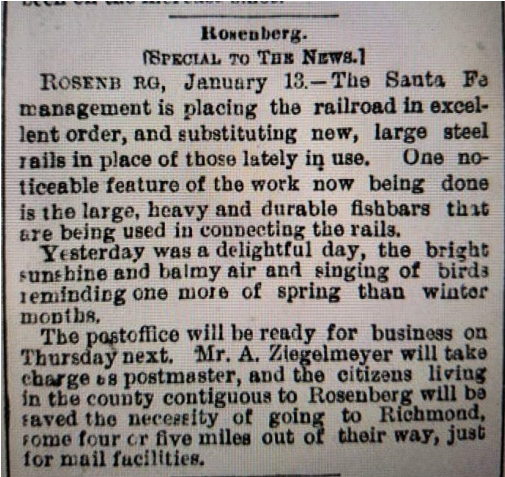 Rosenberg.
[SPECIAL TO THE NEWS.]
ROSENB RG, January 13.—The Santa Fe
management is placing the railroad in excel-
lent order, and substituting new, large steel
rails in place of those lately in use. One no-
ticeable feature of the work now being done
is the large, heavy and durable fishbars that
are being used in connecting the rails.
Yesterday was a delightful day, the bright
sunshine and balmy air and singing of birds
reminding one more of spring than winter
months.
The postoffice will be ready for business on
Thursday next. Mr. A. Ziegelmeyer will take
charge as postmaster, and the citizens living
in the county contiguous to Rosenberg will be
saved the necessity of going to Richmond,
some four or five miles out of their way, just
for mail facilities.